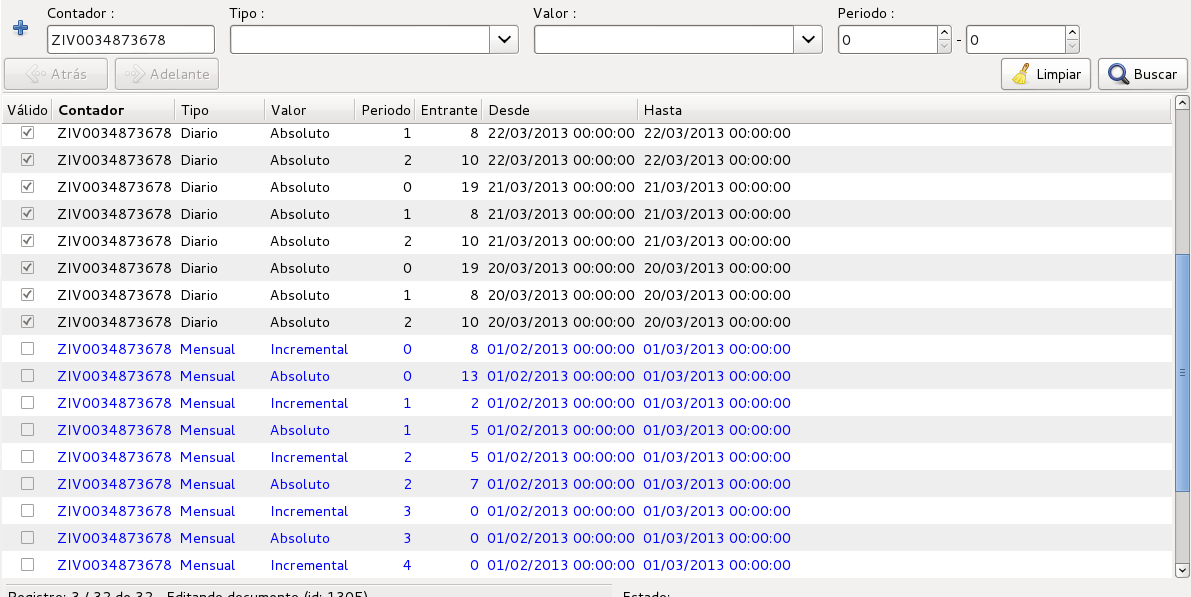 Contador : Tipo : Valor : Periodo :
ZIV0034873678 0 - 0
Atrás Adelante Limpiar Buscar
Válido Contador Tipo Valor Periodo Entrante Desde Hasta
ZIV0034873678 Diario Absoluto 1 8 22/03/2013 00:00:00 22/03/2013 00:00:00
ZIV0034873678 Diario Absoluto 2 10 22/03/2013 00:00:00 22/03/2013 00:00:00
ZIV0034873678 Diario Absoluto 0 19 21/03/2013 00:00:00 21/03/2013 00:00:00
ZIV0034873678 Diario Absoluto 1 8 21/03/2013 00:00:00 21/03/2013 00:00:00
ZIV0034873678 Diario Absoluto 2 10 21/03/2013 00:00:00 21/03/2013 00:00:00
ZIV0034873678 Diario Absoluto 0 19 20/03/2013 00:00:00 20/03/2013 00:00:00
ZIV0034873678 Diario Absoluto 1 8 20/03/2013 00:00:00 20/03/2013 00:00:00
ZIV0034873678 Diario Absoluto 2 10 20/03/2013 00:00:00 20/03/2013 00:00:00
ZIV0034873678 Mensual Incremental 0 8 01/02/2013 00:00:00 01/03/2013 00:00:00
ZIV0034873678 Mensual Absoluto 0 13 01/02/2013 00:00:00 01/03/2013 00:00:00
ZIV0034873678 Mensual Incremental 1 2 01/02/2013 00:00:00 01/03/2013 00:00:00
ZIV0034873678 Mensual Absoluto 1 5 01/02/2013 00:00:00 01/03/2013 00:00:00
ZIV0034873678 Mensual Incremental 2 5 01/02/2013 00:00:00 01/03/2013 00:00:00
ZIV0034873678 Mensual Absoluto 2 7 01/02/2013 00:00:00 01/03/2013 00:00:00
ZIV0034873678 Mensual Incremental 3 0 01/02/2013 00:00:00 01/03/2013 00:00:00
ZIV0034873678 Mensual Absoluto 3 0 01/02/2013 00:00:00 01/03/2013 00:00:00
ZIV0034873678 Mensual Incremental 4 0 01/02/2013 00:00:00 01/03/2013 00:00:00
Registro: 3 / 32 de 32 - Editando documento (id: 1305) Estado: